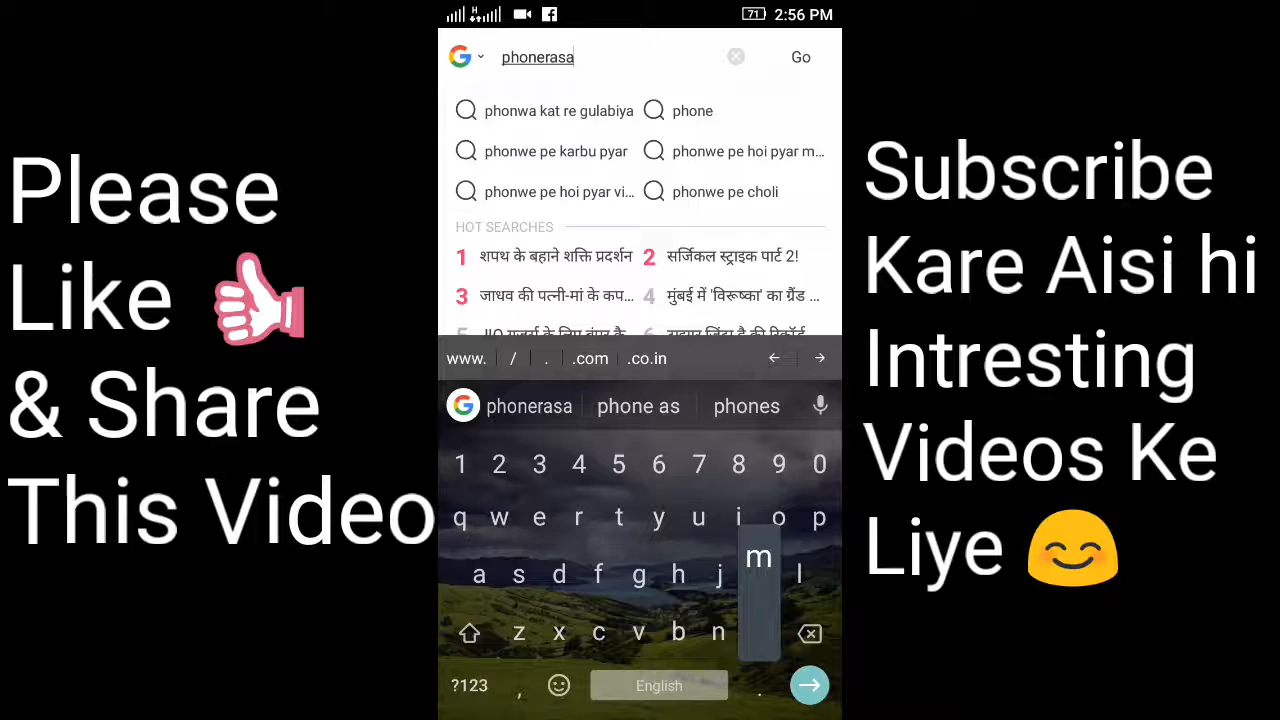 Please
Like
& Share
This Video
H
71
2:56 PM
phonerasa
Go
phonwa kat re gulabiya
phone
phonwe pe karbu pyar
phonwe pe hoi pyar m...
phonwe pe hoi pyar vi...
phonwe pe choli
HOT SEARCHES
1 शपथ के बहाने शक्ति प्रदर्शन
2 सर्जिकल स्ट्राइक पार्ट 2!
3 जाधव की पत्नी-मां के कप...
4 मुंबई में 'विरूष्का' का ग्रैंड ...
5
6
www. / . .com .co.in
phonerasa phone as phones
1 2 3 4 5 6 7 8 9 0
q w e r t y u i o p
a s d f g h j l
m
z x c v b n
?123 , English .
Subscribe
Kare Aisi hi
Intresting
Videos Ke
Liye